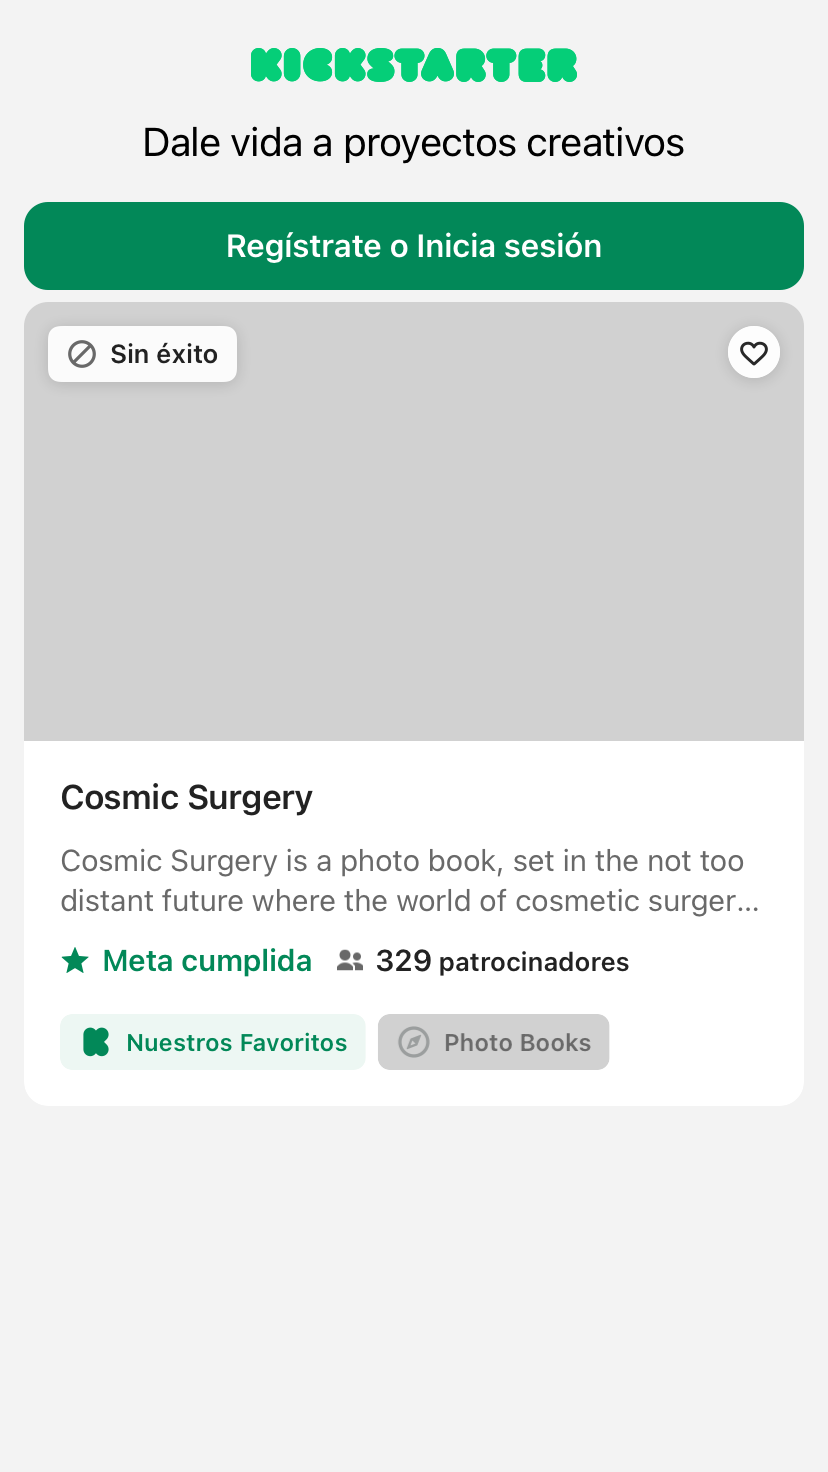 KICKSTARTER
Dale vida a proyectos creativos
Regístrate o Inicia sesión
Sin éxito
Cosmic Surgery
Cosmic Surgery is a photo book, set in the not too
distant future where the world of cosmetic surger...
Meta cumplida 329 patrocinadores
Nuestros Favoritos Photo Books